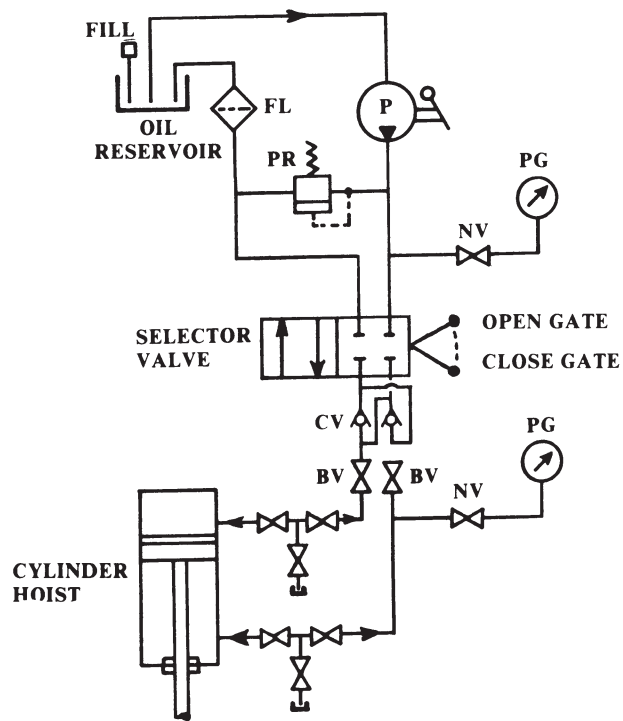 FILL
OIL
RESERVOIR
FL
P
PR
PG
NV
SELECTOR
VALVE
OPEN GATE
CLOSE GATE
CV
PG
BV
BV
NV
CYLINDER
HOIST